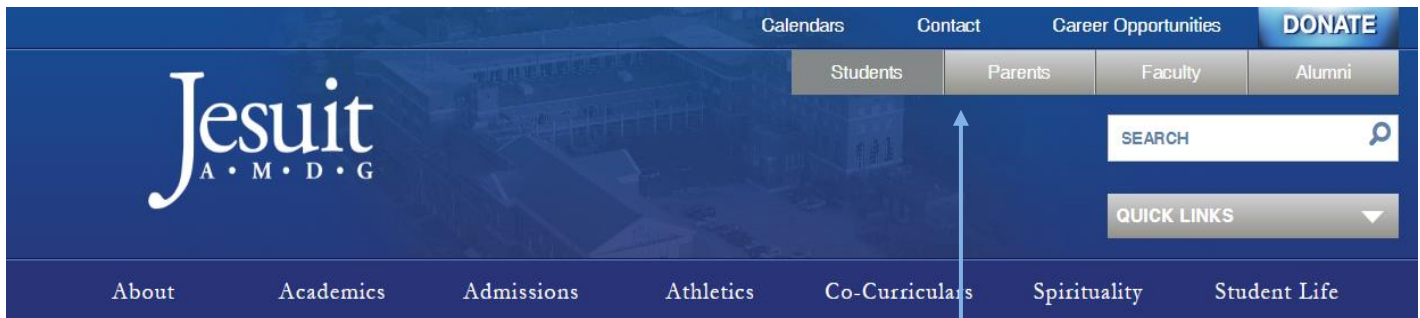 Calendars Contact Career Opportunities DONATE
Students Parents Faculty Alumni
Jesuit
A • M • D • G
SEARCH
QUICK LINKS
About Academics Admissions Athletics Co-Curriculars Spirituality Student Life